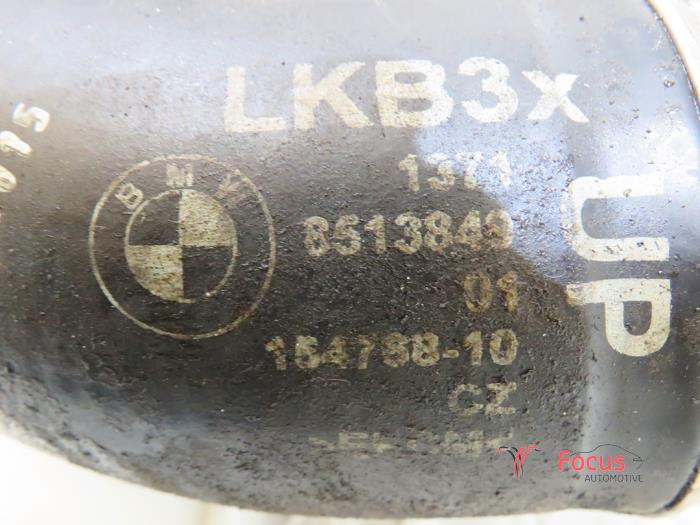 LKB3x
1371
BMW
8513849
01
154788-10
CZ
UP
Focus
AUTOMOTIVE